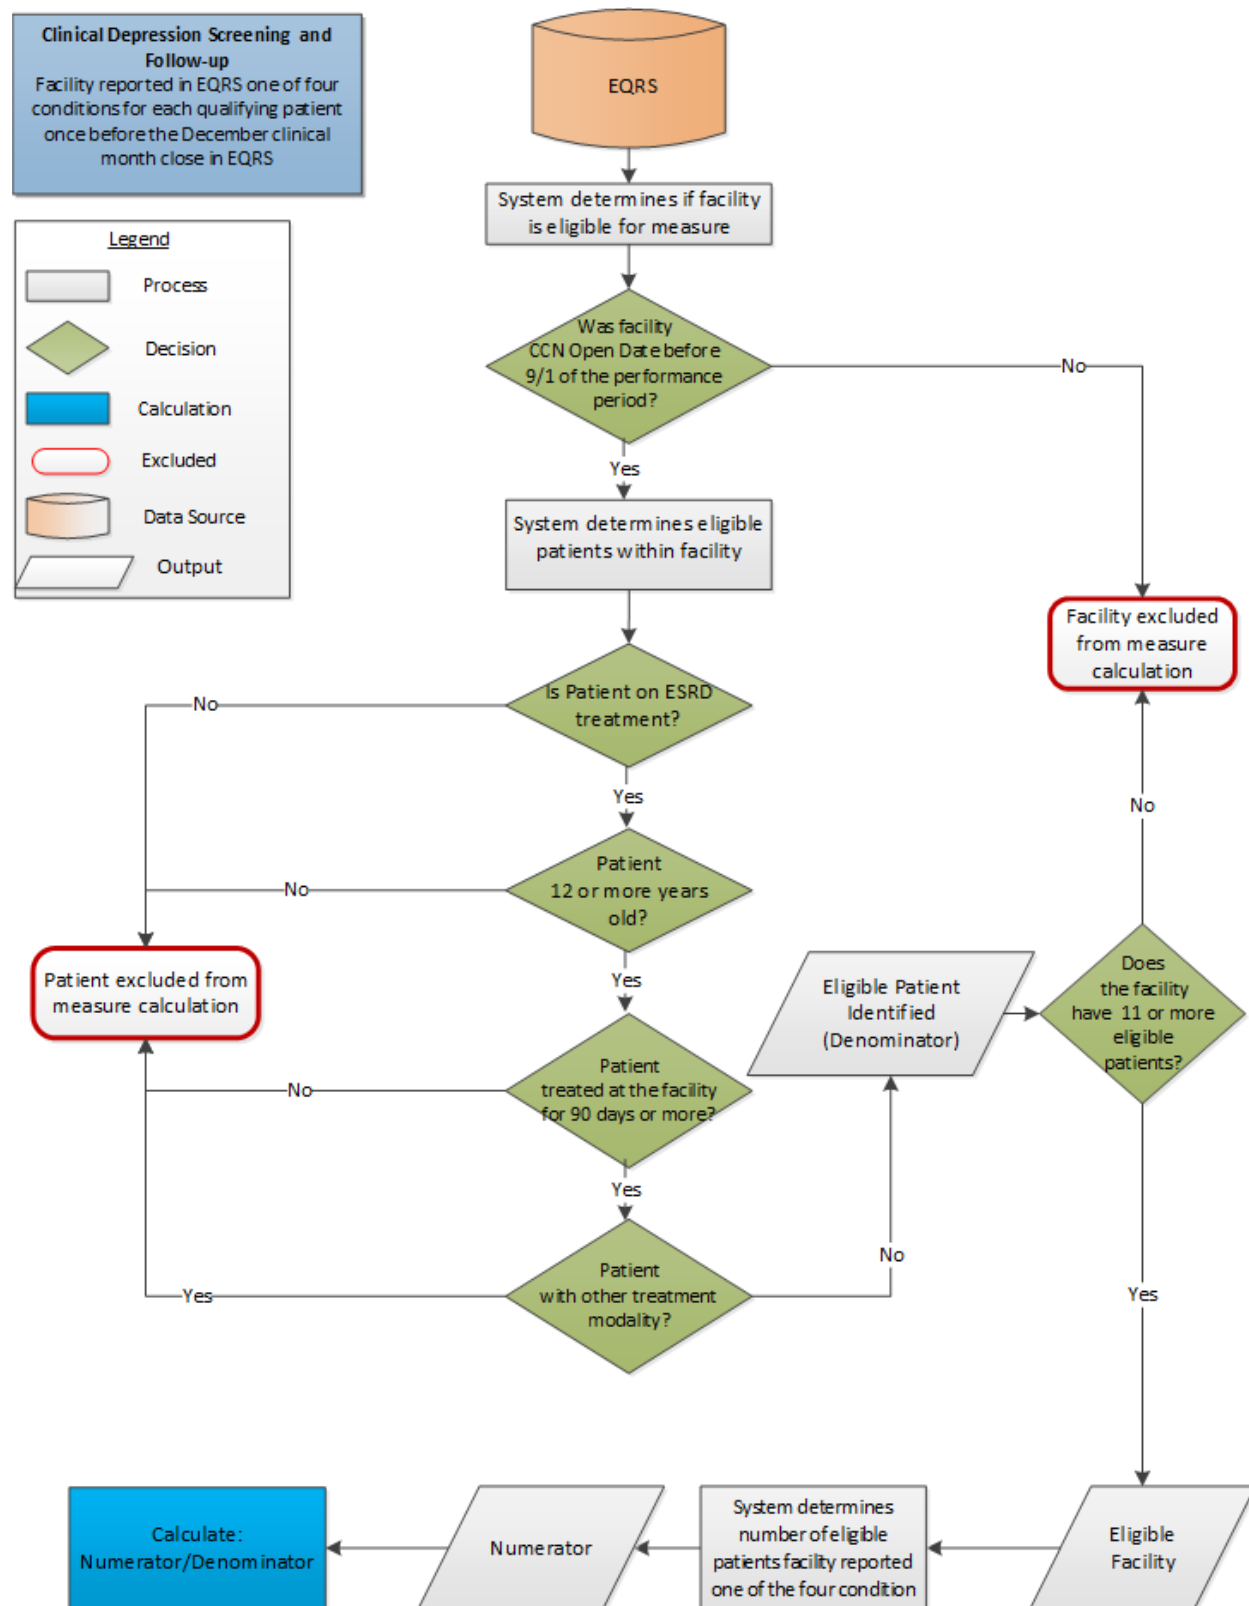 Clinical Depression Screening and
Follow-up
Facility reported in EQRS one of four
conditions for each qualifying patient
once before the December clinical
month close in EQRS
EQRS
System determines if facility
is eligible for measure
Legend
Process
Decision
Calculation
Excluded
Data Source
Output
Was facility
CCN Open Date before
9/1 of the performance
period?
No
Yes
System determines eligible
patients within facility
Facility excluded
from measure
calculation
Is Patient on ESRD
treatment?
No
Yes
No
Patient
12 or more years
old?
No
Yes
Patient excluded from
measure calculation
Eligible Patient
Identified
(Denominator)
Does
the facility
have 11 or more
eligible
patients?
Patient
treated at the facility
for 90 days or more?
No
Yes
No
Patient
with other treatment
modality?
Yes
Yes
Calculate:
Numerator/Denominator
Numerator
System determines
number of eligible
patients facility reported
one of the four condition
Eligible
Facility